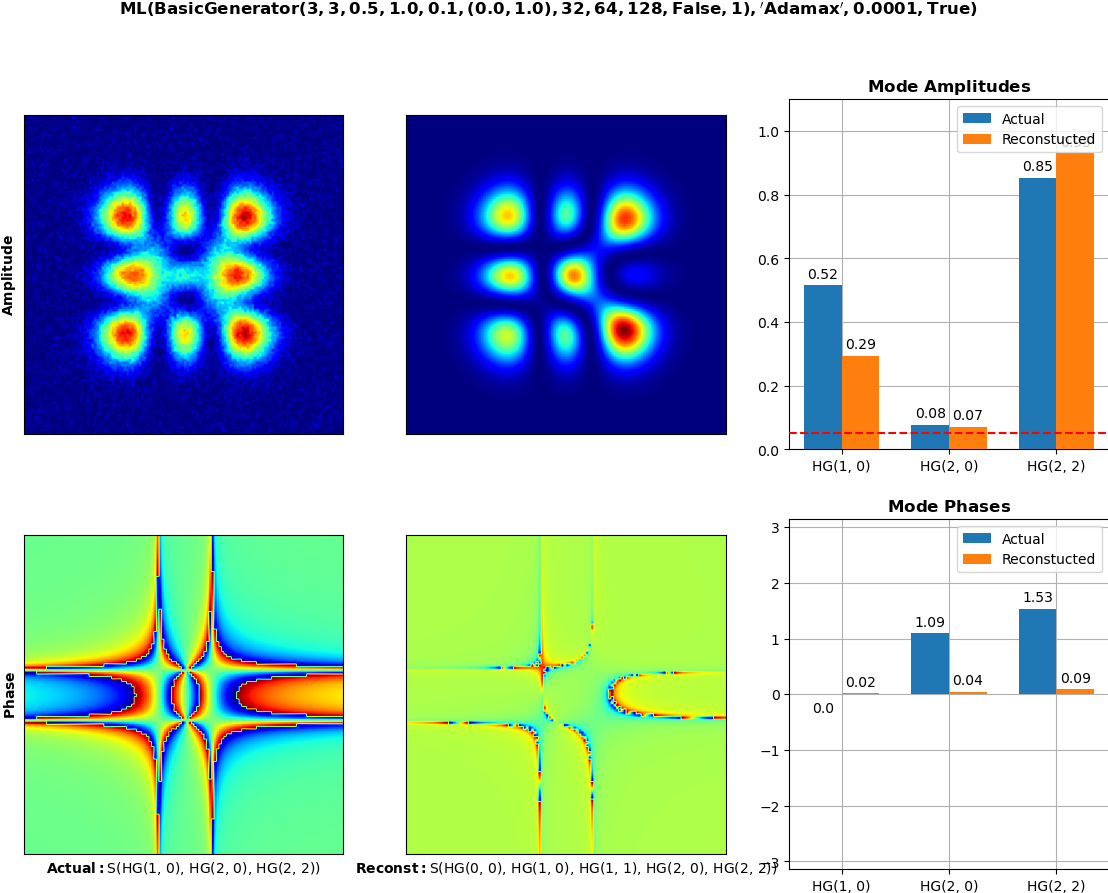 ML(BasicGenerator(3, 3, 0.5, 1.0, 0.1, (0.0, 1.0), 32, 64, 128, False, 1), ′Adamax′, 0.0001, True)
Mode Amplitudes
Amplitude
Actual
Reconstucted
1.0
0.8
0.6
0.4
0.2
0.0
0.52
0.29
0.08
0.07
0.85
HG(1, 0)
HG(2, 0)
HG(2, 2)
Mode Phases
Phase
Actual
Reconstucted
3
2
1
0
−1
−2
−3
0.0
0.02
1.09
0.04
1.53
0.09
HG(1, 0)
HG(2, 0)
HG(2, 2)
Actual: S(HG(1, 0), HG(2, 0), HG(2, 2))
Reconst: S(HG(0, 0), HG(1, 0), HG(1, 1), HG(2, 0), HG(2, 2))